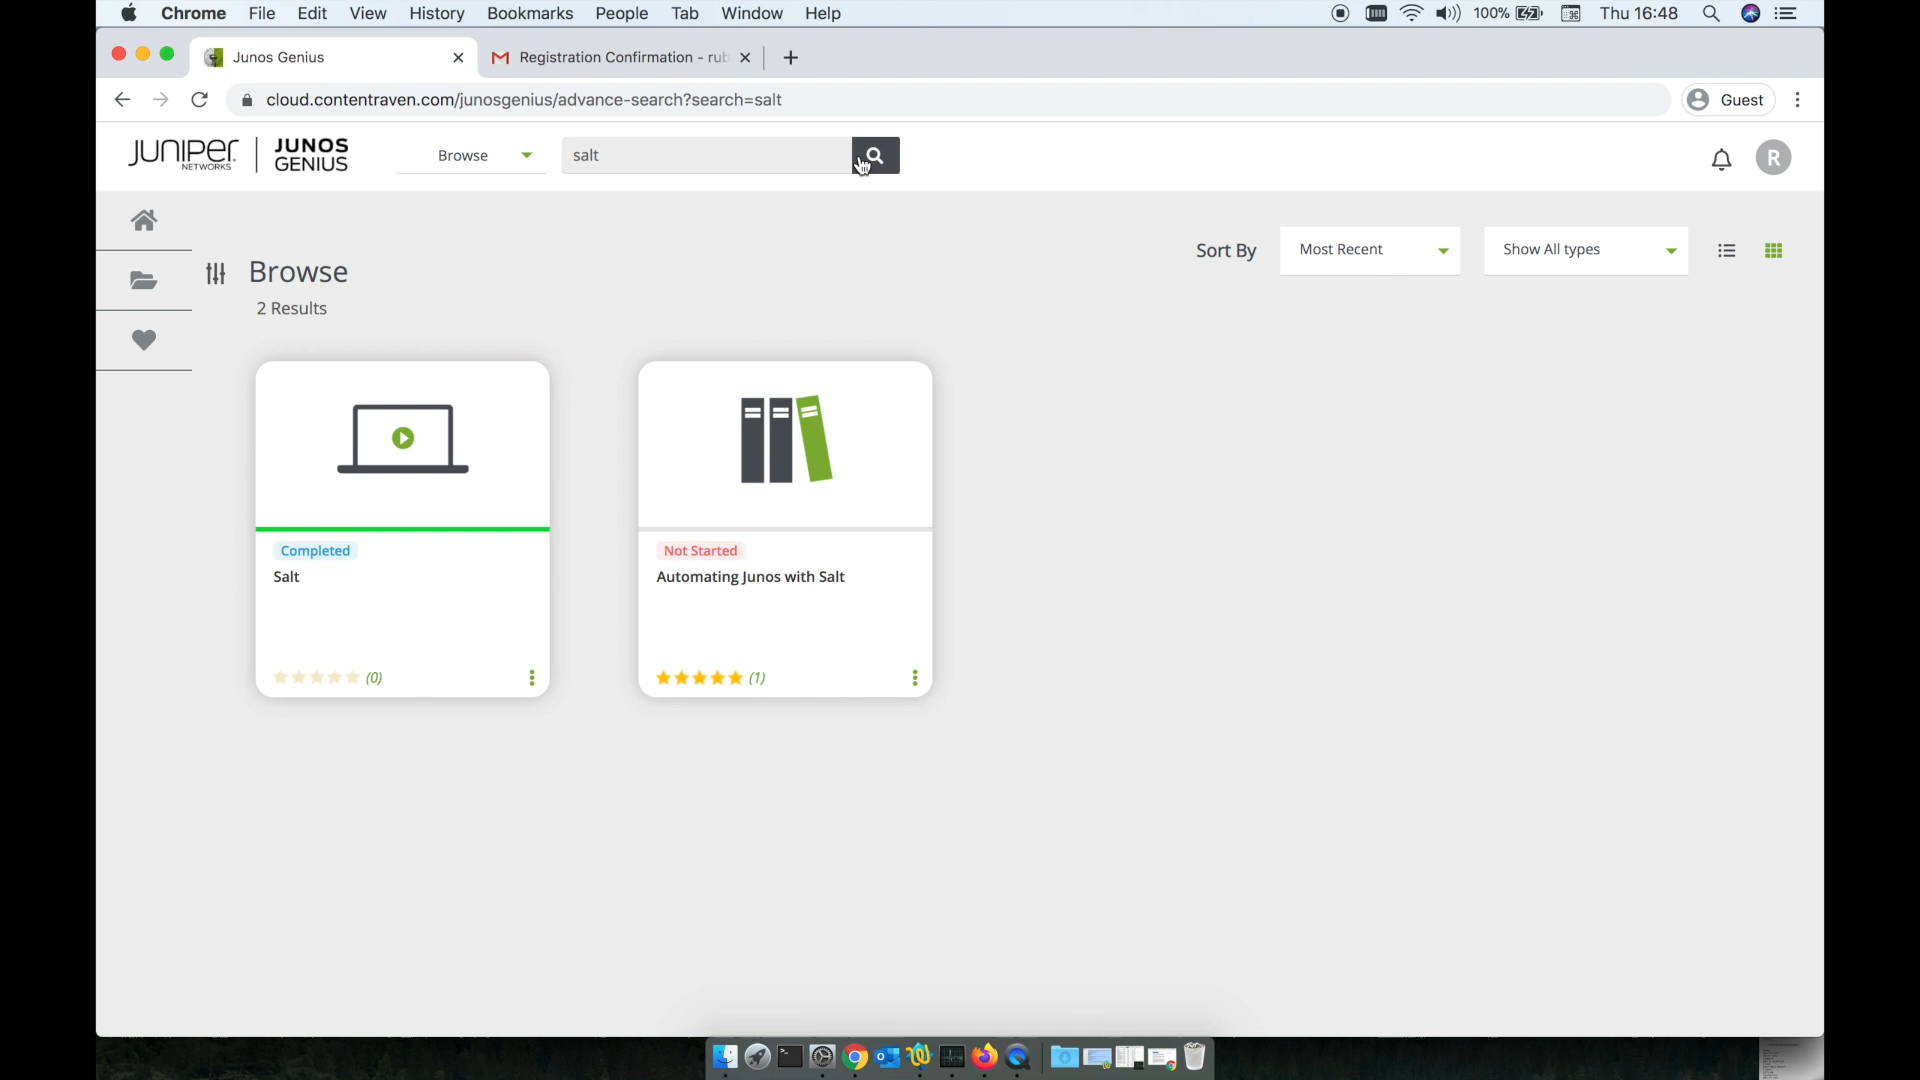 Chrome File Edit View History Bookmarks People Tab Window Help 100% Thu 16:48
Junos Genius Registration Confirmation - rub
cloud.contentraven.com/junosgenius/advance-search?search=salt Guest
JUNIPER NETWORKS JUNOS GENIUS Browse salt R
Sort By Most Recent Show All types
Browse
2 Results
Completed Not Started
Salt Automating Junos with Salt
(0) (1)